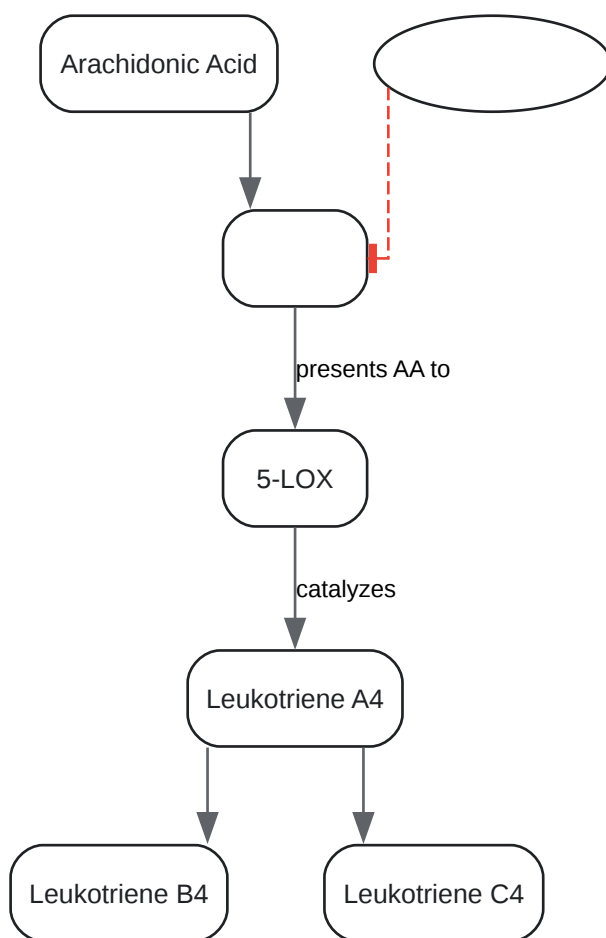 Arachidonic Acid
presents AA to
5-LOX
catalyzes
Leukotriene A4
Leukotriene B4
Leukotriene C4